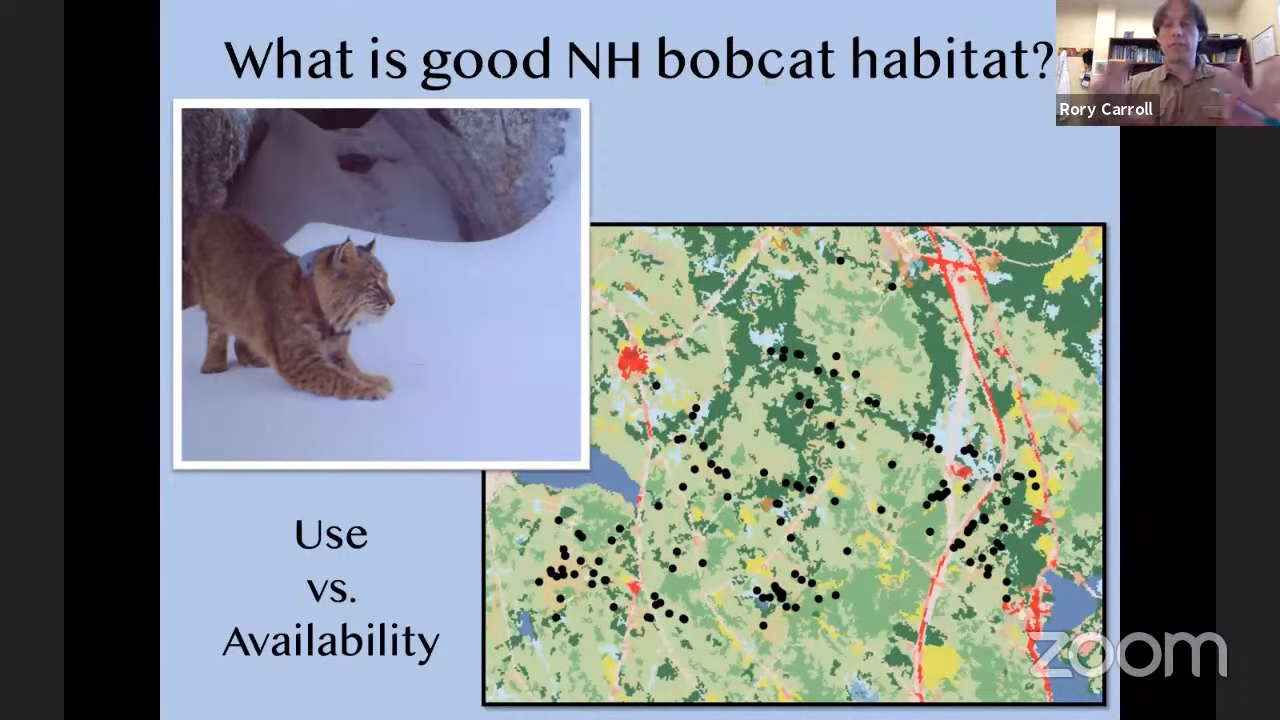 What is good NH bobcat habitat?
Rory Carroll
Use
vs.
Availability
zoom